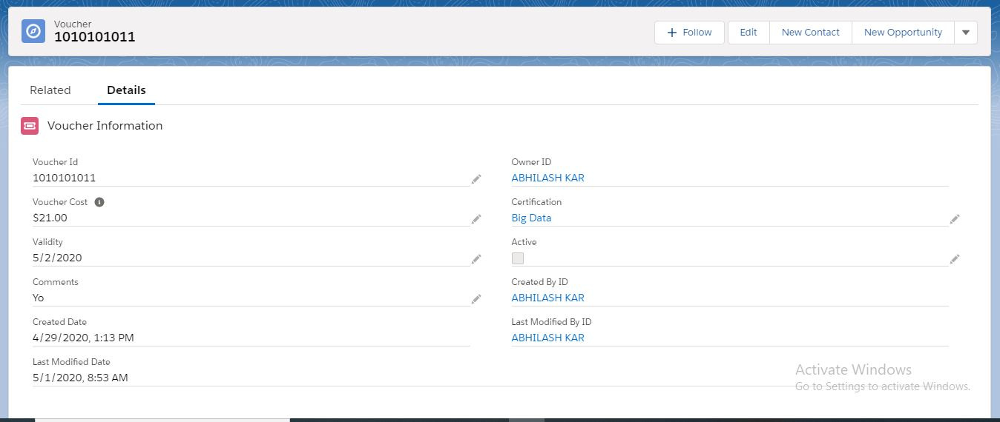 Voucher
1010101011
Follow
Edit
New Contact
New Opportunity
Related
Details
Voucher Information
Voucher Id
1010101011
Owner ID
ABHILASH KAR
Voucher Cost
$21.00
Certification
Big Data
Validity
5/2/2020
Active
Comments
Yo
Created By ID
ABHILASH KAR
Created Date
4/29/2020, 1:13 PM
Last Modified By ID
ABHILASH KAR
Last Modified Date
5/1/2020, 8:53 AM
Activate Windows
Go to Settings to activate Windows.